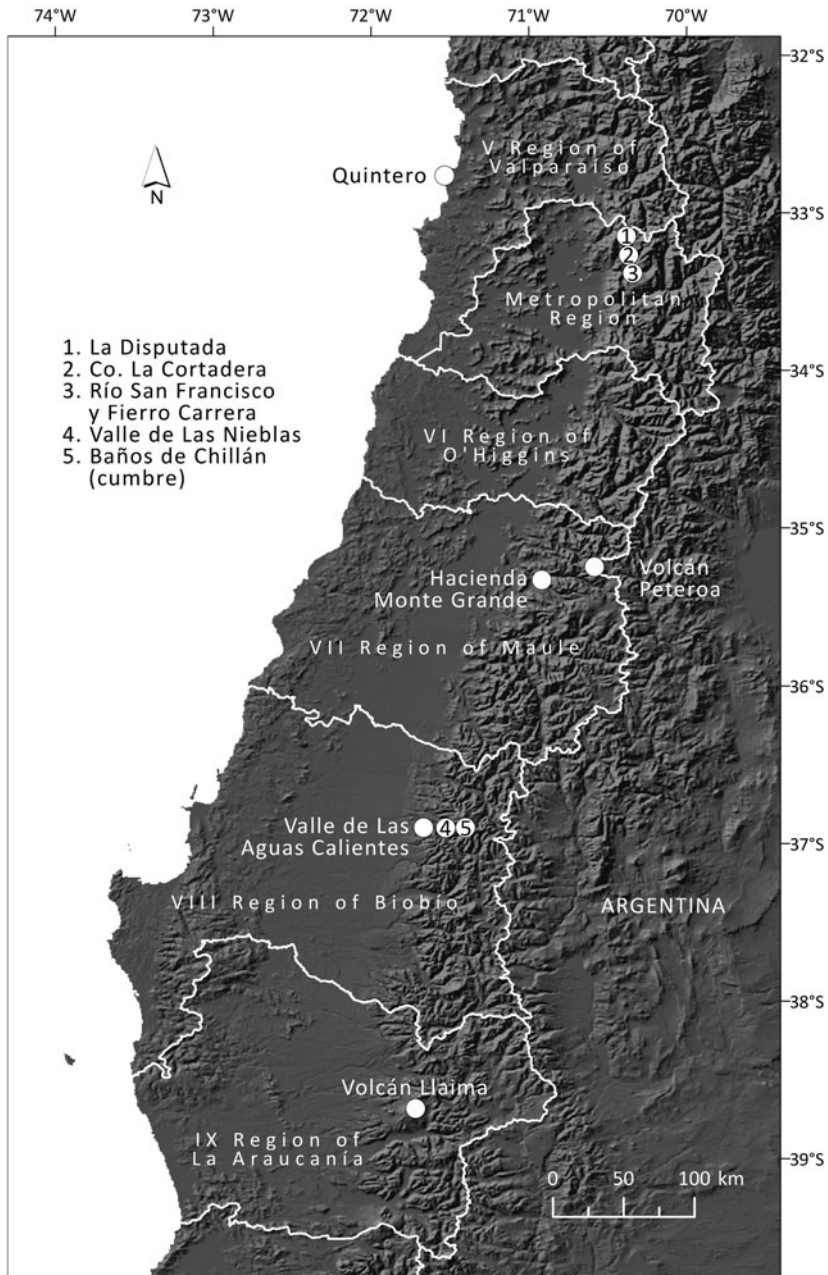 74°W 73°W 72°W 71°W 70°W
32°S
V Region of
Valparaíso
Quintero
N
33°S
1
2
3
Metropolitan
Region
1. La Disputada
2. Co. La Cortadera
3. Río San Francisco
y Fierro Carrera
4. Valle de Las Nieblas
5. Baños de Chillán
(cumbre)
34°S
VI Region of
O'Higgins
35°S
Hacienda
Monte Grande
Volcán
Peteroa
VII Region of Maule
36°S
Valle de Las
Aguas Calientes
4 5
37°S
VIII Region of Biobío
ARGENTINA
38°S
Volcán Llaima
IX Region of
La Araucanía
39°S
0 50 100 km